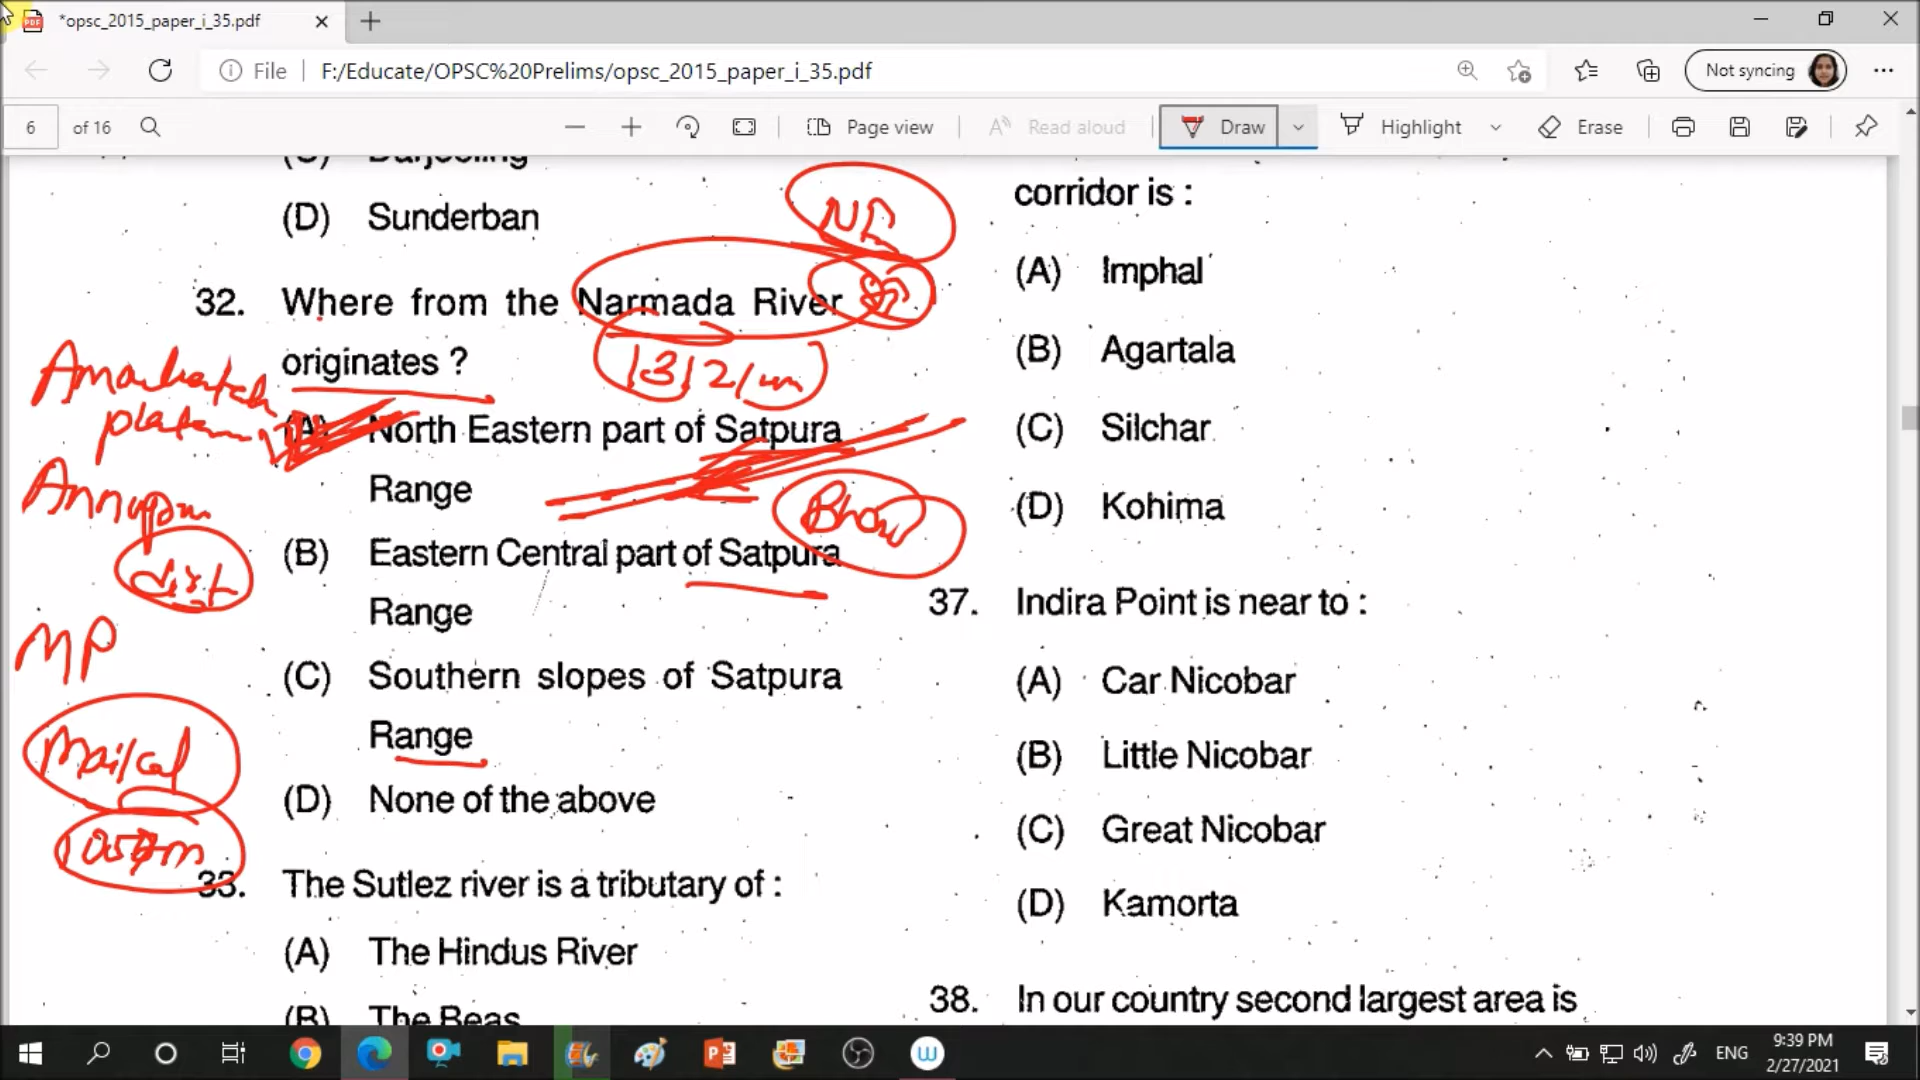 *opsc_2015_paper_i_35.pdf
File
F:/Educate/OPSC%20Prelims/opsc_2015_paper_i_35.pdf
Not syncing
6 of 16
Page view
Read aloud
Draw
Highlight
Erase
Darjeeling
(D) Sunderban
32. Where from the Narmada River
originates ?
1312 km
(A) North Eastern part of Satpura
Range
(B) Eastern Central part of Satpura
Range
(C) Southern slopes of Satpura
Range
(D) None of the above
dist
MP
Maikal
33. The Sutlez river is a tributary of :
(A) The Hindus River
(B) The Beas
corridor is :
(A) Imphal
(B) Agartala
(C) Silchar
(D) Kohima
37. Indira Point is near to :
(A) Car Nicobar
(B) Little Nicobar
(C) Great Nicobar
(D) Kamorta
38. In our country second largest area is
ENG
9:39 PM
2/27/2021